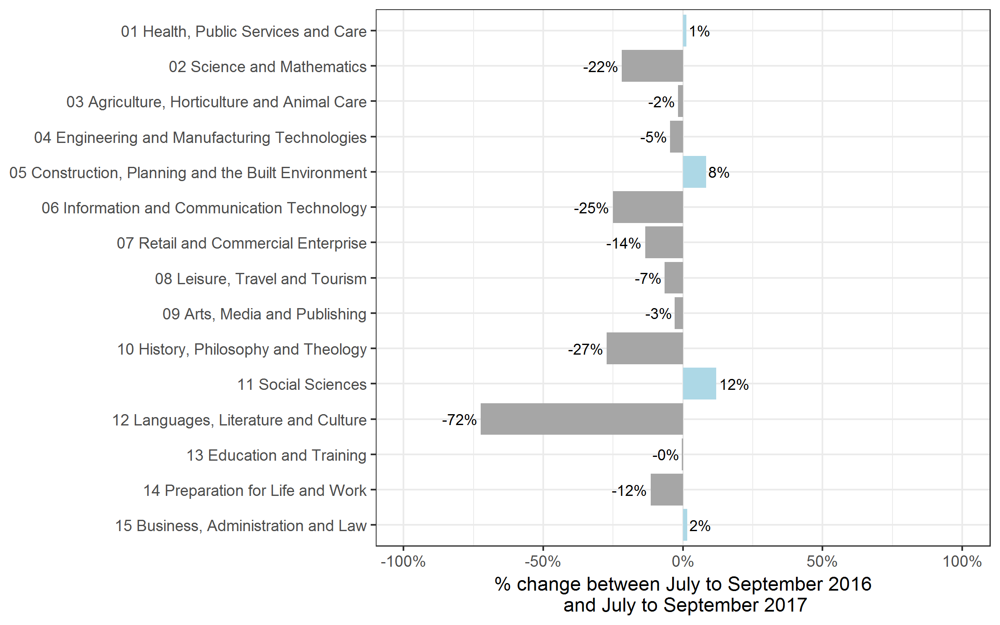 01 Health, Public Services and Care 1%
02 Science and Mathematics -22%
03 Agriculture, Horticulture and Animal Care -2%
04 Engineering and Manufacturing Technologies -5%
05 Construction, Planning and the Built Environment 8%
06 Information and Communication Technology -25%
07 Retail and Commercial Enterprise -14%
08 Leisure, Travel and Tourism -7%
09 Arts, Media and Publishing -3%
10 History, Philosophy and Theology -27%
11 Social Sciences 12%
12 Languages, Literature and Culture -72%
13 Education and Training -0%
14 Preparation for Life and Work -12%
15 Business, Administration and Law 2%
-100% -50% 0% 50% 100%
% change between July to September 2016
and July to September 2017